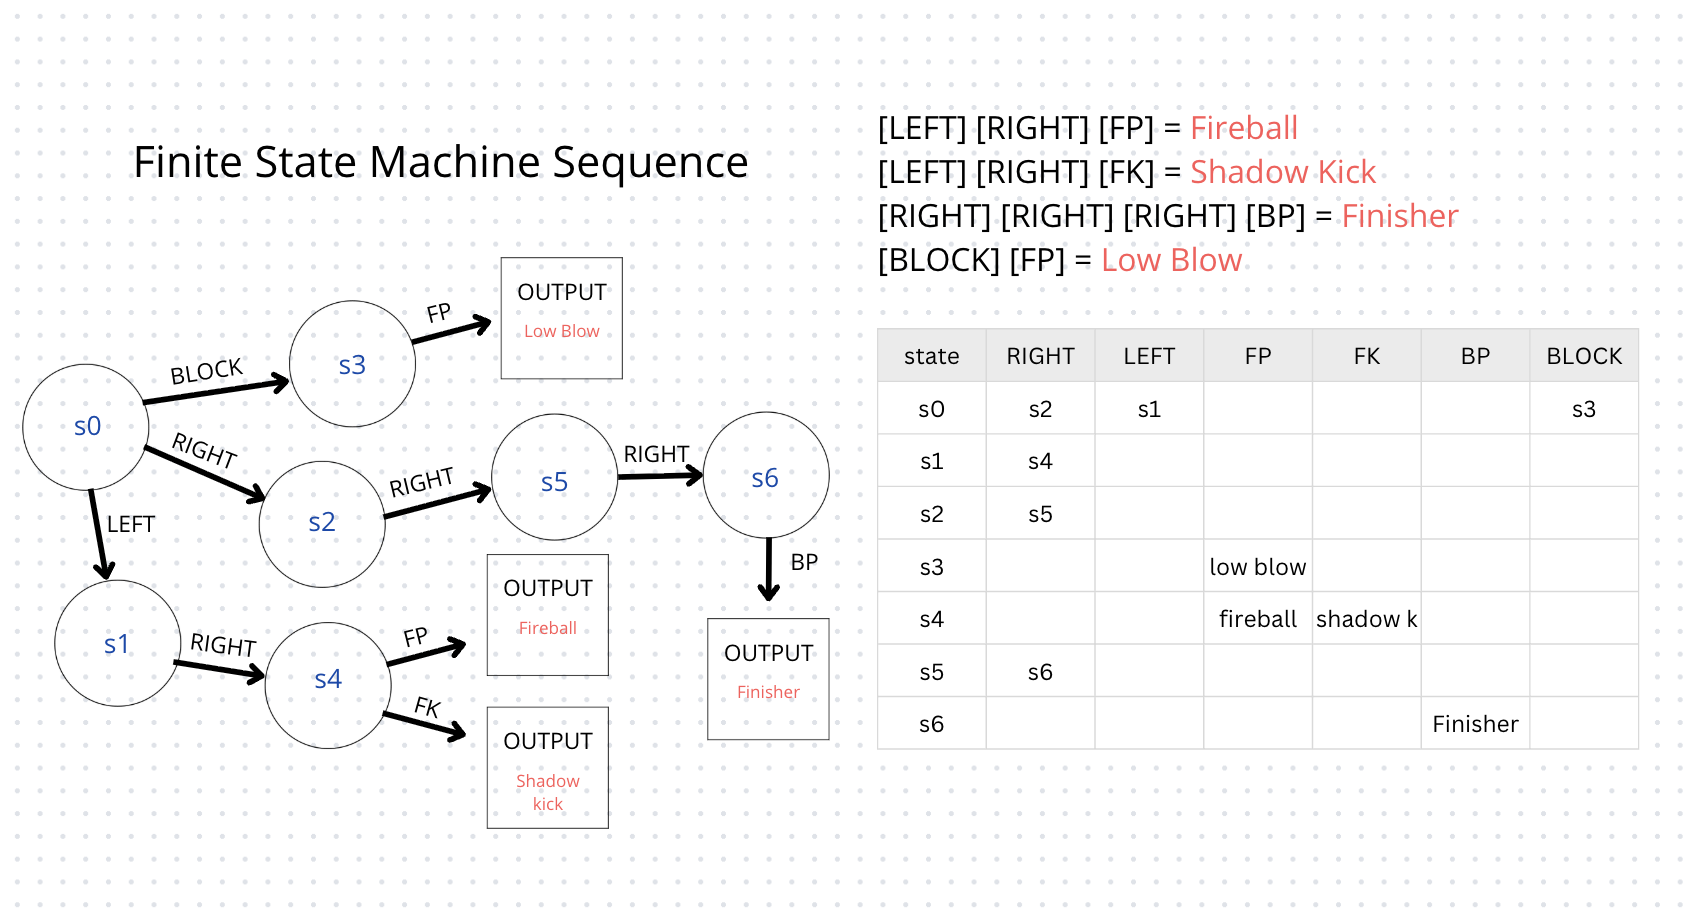 Finite State Machine Sequence
[LEFT] [RIGHT] [FP] = Fireball
[LEFT] [RIGHT] [FK] = Shadow Kick
[RIGHT] [RIGHT] [RIGHT] [BP] = Finisher
[BLOCK] [FP] = Low Blow
s0
BLOCK
s3
FP
OUTPUT
Low Blow
RIGHT
s2
RIGHT
s5
RIGHT
s6
BP
OUTPUT
Finisher
LEFT
s1
RIGHT
s4
FP
OUTPUT
Fireball
FK
OUTPUT
Shadow
kick
state RIGHT LEFT FP FK BP BLOCK
s0 s2 s1 s3
s1 s4
s2 s5
s3 low blow
s4 fireball shadow k
s5 s6
s6 Finisher